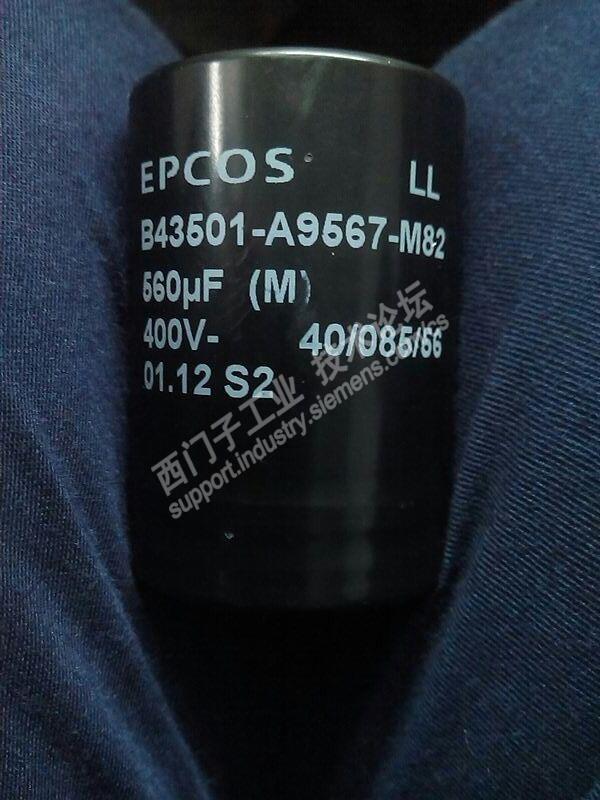 EPCOS LL
B43501-A9567-M82
560µF (M)
400V- 40/085/56
01.12 S2
西门子工业 技术论坛
support.industry.siemens.com/cs